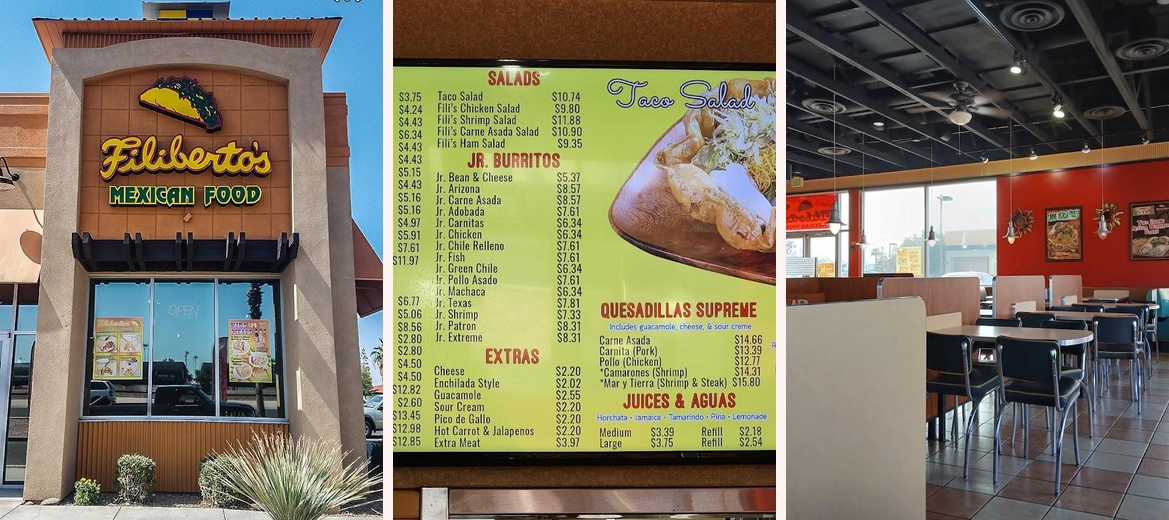 Filiberto's
MEXICAN FOOD
OPEN
SALADS
$3.75 Taco Salad $10.74
$4.24 Fili's Chicken Salad $9.80
$4.43 Fili's Shrimp Salad $11.88
$6.34 Fili's Carne Asada Salad $10.90
$4.43 Fili's Ham Salad $9.35
$4.43
JR. BURRITOS
$5.15 Jr. Bean & Cheese $5.37
$4.43 Jr. Arizona $8.57
$5.16 Jr. Carne Asada $8.57
$5.16 Jr. Adobada $7.61
$4.97 Jr. Carnitas $6.34
$5.91 Jr. Chicken $6.34
$7.61 Jr. Chile Relleno $7.61
$11.97 Jr. Fish $7.61
Jr. Green Chile $6.34
Jr. Pollo Asado $7.61
Jr. Machaca $6.34
$6.77 Jr. Texas $7.81
$5.06 Jr. Shrimp $7.33
$8.56 Jr. Patron $8.31
$2.80 Jr. Extreme $8.31
$2.80
EXTRAS
$4.50 Cheese $2.20
$4.50 Enchilada Style $2.02
$12.82 Guacamole $2.55
$2.60 Sour Cream $2.20
$13.45 Pico de Gallo $2.20
$12.98 Hot Carrot & Jalapenos $2.20
$12.85 Extra Meat $3.97
Taco Salad
QUESADILLAS SUPREME
Includes guacamole, cheese, & sour creme
Carne Asada $14.66
Carnita (Pork) $13.39
Pollo (Chicken) $12.77
*Camarones (Shrimp) $14.31
*Mar y Tierra (Shrimp & Steak) $15.80
JUICES & AGUAS
Horchata • Jamaica • Tamarindo • Pina • Lemonade
Medium $3.39 Refill $2.18
Large $3.75 Refill $2.54